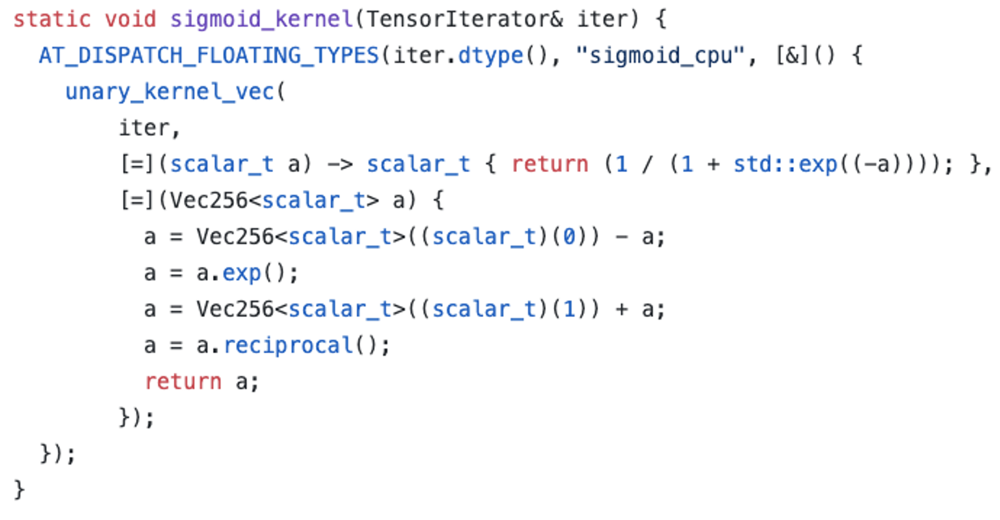 static void sigmoid_kernel(TensorIterator& iter) {
  AT_DISPATCH_FLOATING_TYPES(iter.dtype(), "sigmoid_cpu", [&]() {
    unary_kernel_vec(
        iter,
        [=](scalar_t a) -> scalar_t { return (1 / (1 + std::exp((-a)))); },
        [=](Vec256<scalar_t> a) {
          a = Vec256<scalar_t>((scalar_t)(0)) - a;
          a = a.exp();
          a = Vec256<scalar_t>((scalar_t)(1)) + a;
          a = a.reciprocal();
          return a;
        });
  });
}